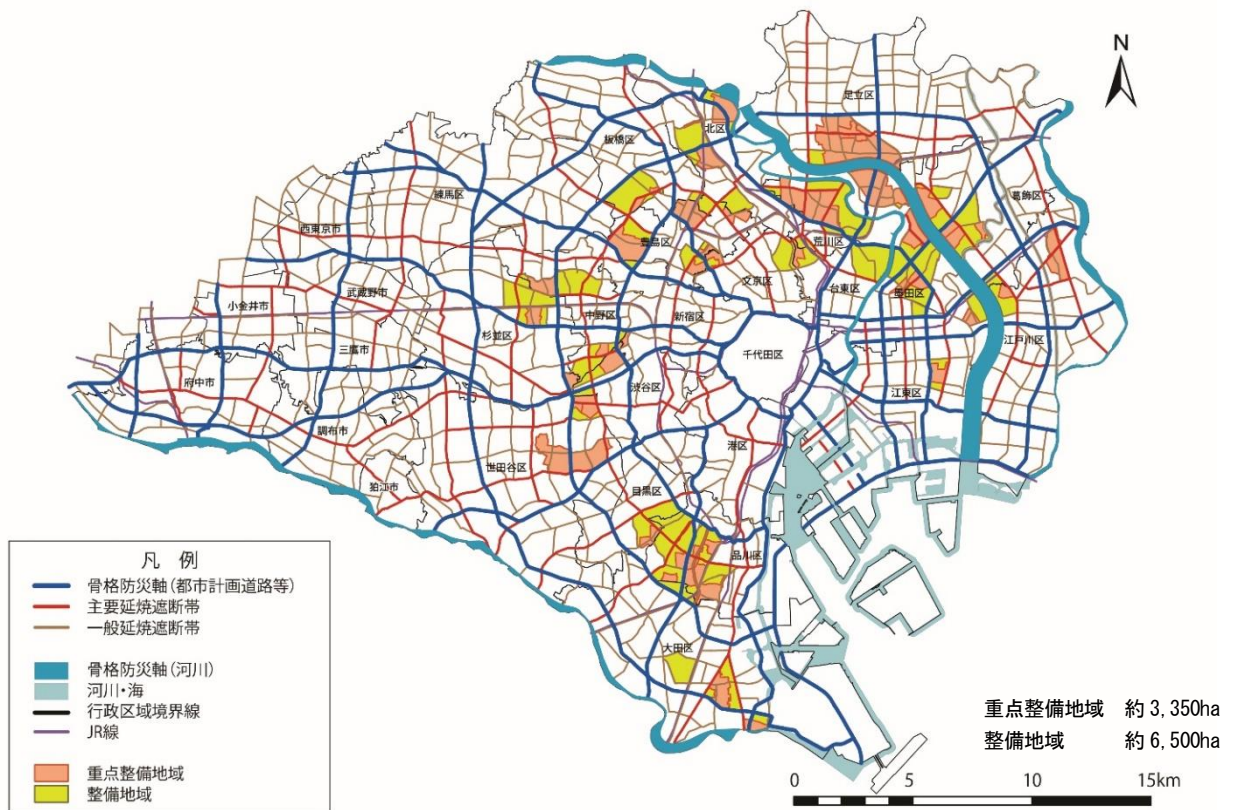 N
足立区
北区
板橋区
葛飾区
練馬区
西東京市
豊島区
荒川区
文京区
台東区
墨田区
武蔵野市
小金井市
中野区
新宿区
杉並区
江戸川区
三鷹市
千代田区
府中市
渋谷区
江東区
調布市
港区
世田谷区
狛江市
目黒区
品川区
大田区
凡 例
骨格防災軸(都市計画道路等)
主要延焼遮断帯
一般延焼遮断帯
骨格防災軸(河川)
河川・海
行政区域境界線
JR線
重点整備地域
整備地域
重点整備地域 約3,350ha
整備地域 約6,500ha
0 5 10 15km